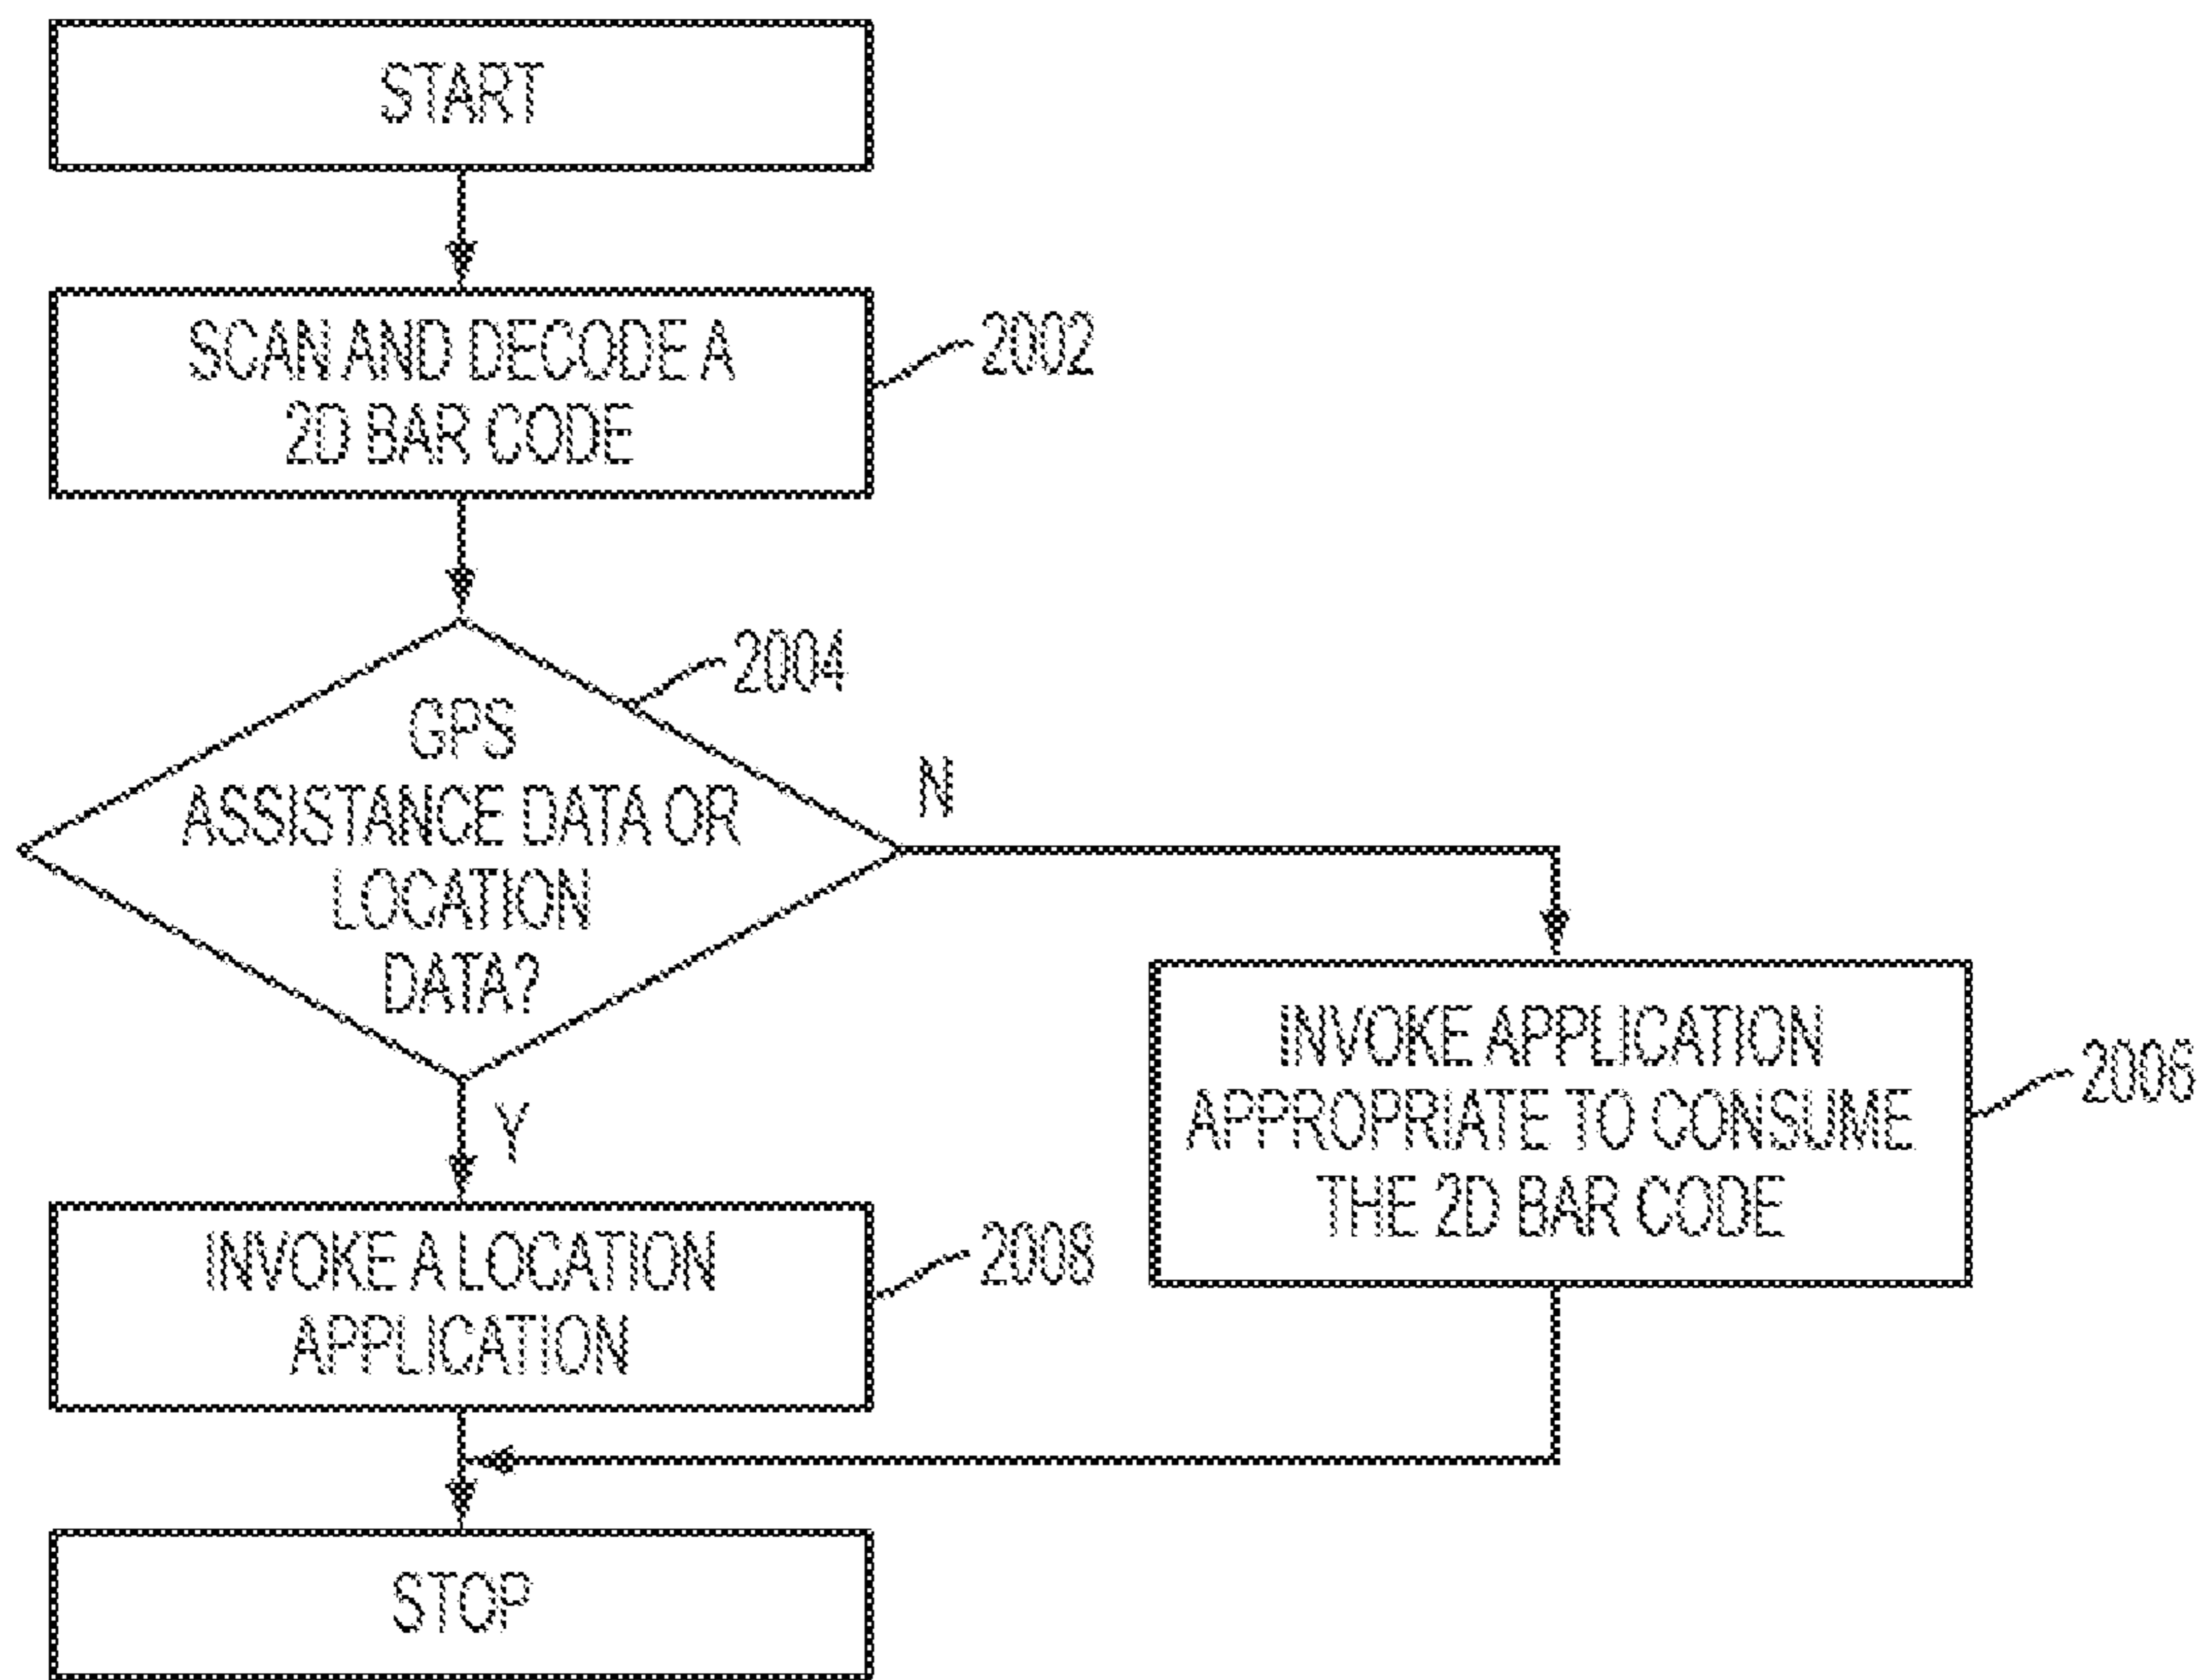 START
SCAN AND DECODE A
2D BAR CODE
2002
2004
GPS
ASSISTANCE DATA OR
LOCATION
DATA?
N
Y
INVOKE APPLICATION
APPROPRIATE TO CONSUME
THE 2D BAR CODE
2006
INVOKE A LOCATION
APPLICATION
2008
STOP